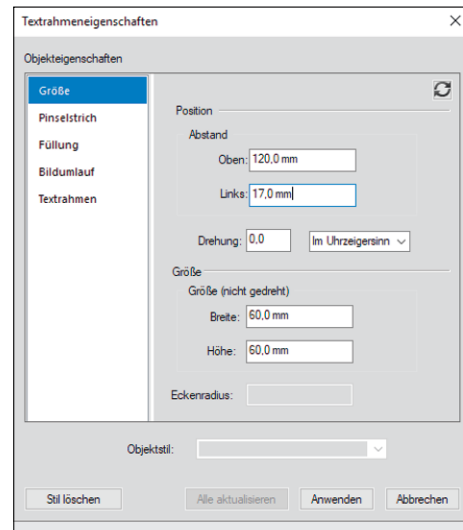 Textrahmeneigenschaften
Objekteigenschaften
Größe
Pinselstrich
Füllung
Bildumlauf
Textrahmen
Position
Abstand
Oben: 120,0 mm
Links: 17,0 mm
Drehung: 0,0 Im Uhrzeigersinn
Größe
Größe (nicht gedreht)
Breite: 60,0 mm
Höhe: 60,0 mm
Eckenradius:
Objektstil:
Stil löschen Alle aktualisieren Anwenden Abbrechen